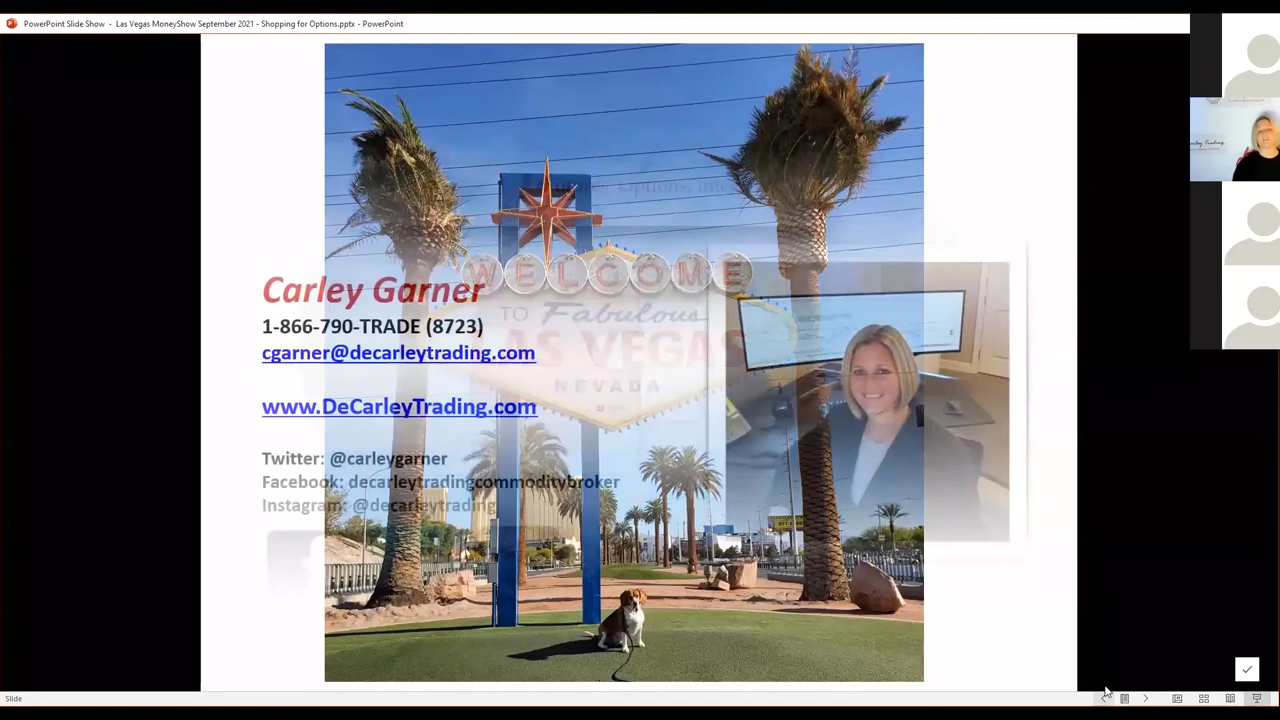 PowerPoint Slide Show - Las Vegas MoneyShow September 2021 - Shopping for Options.pptx - PowerPoint
Options,
WELCOME
TO Fabulous
LAS VEGAS
NEVADA
Carley Garner
1-866-790-TRADE (8723)
cgarner@decarleytrading.com
www.DeCarleyTrading.com
Twitter: @carleygarner
Facebook: decarleytradingcommoditybroker
Instagram: @decarleytrading
Slide